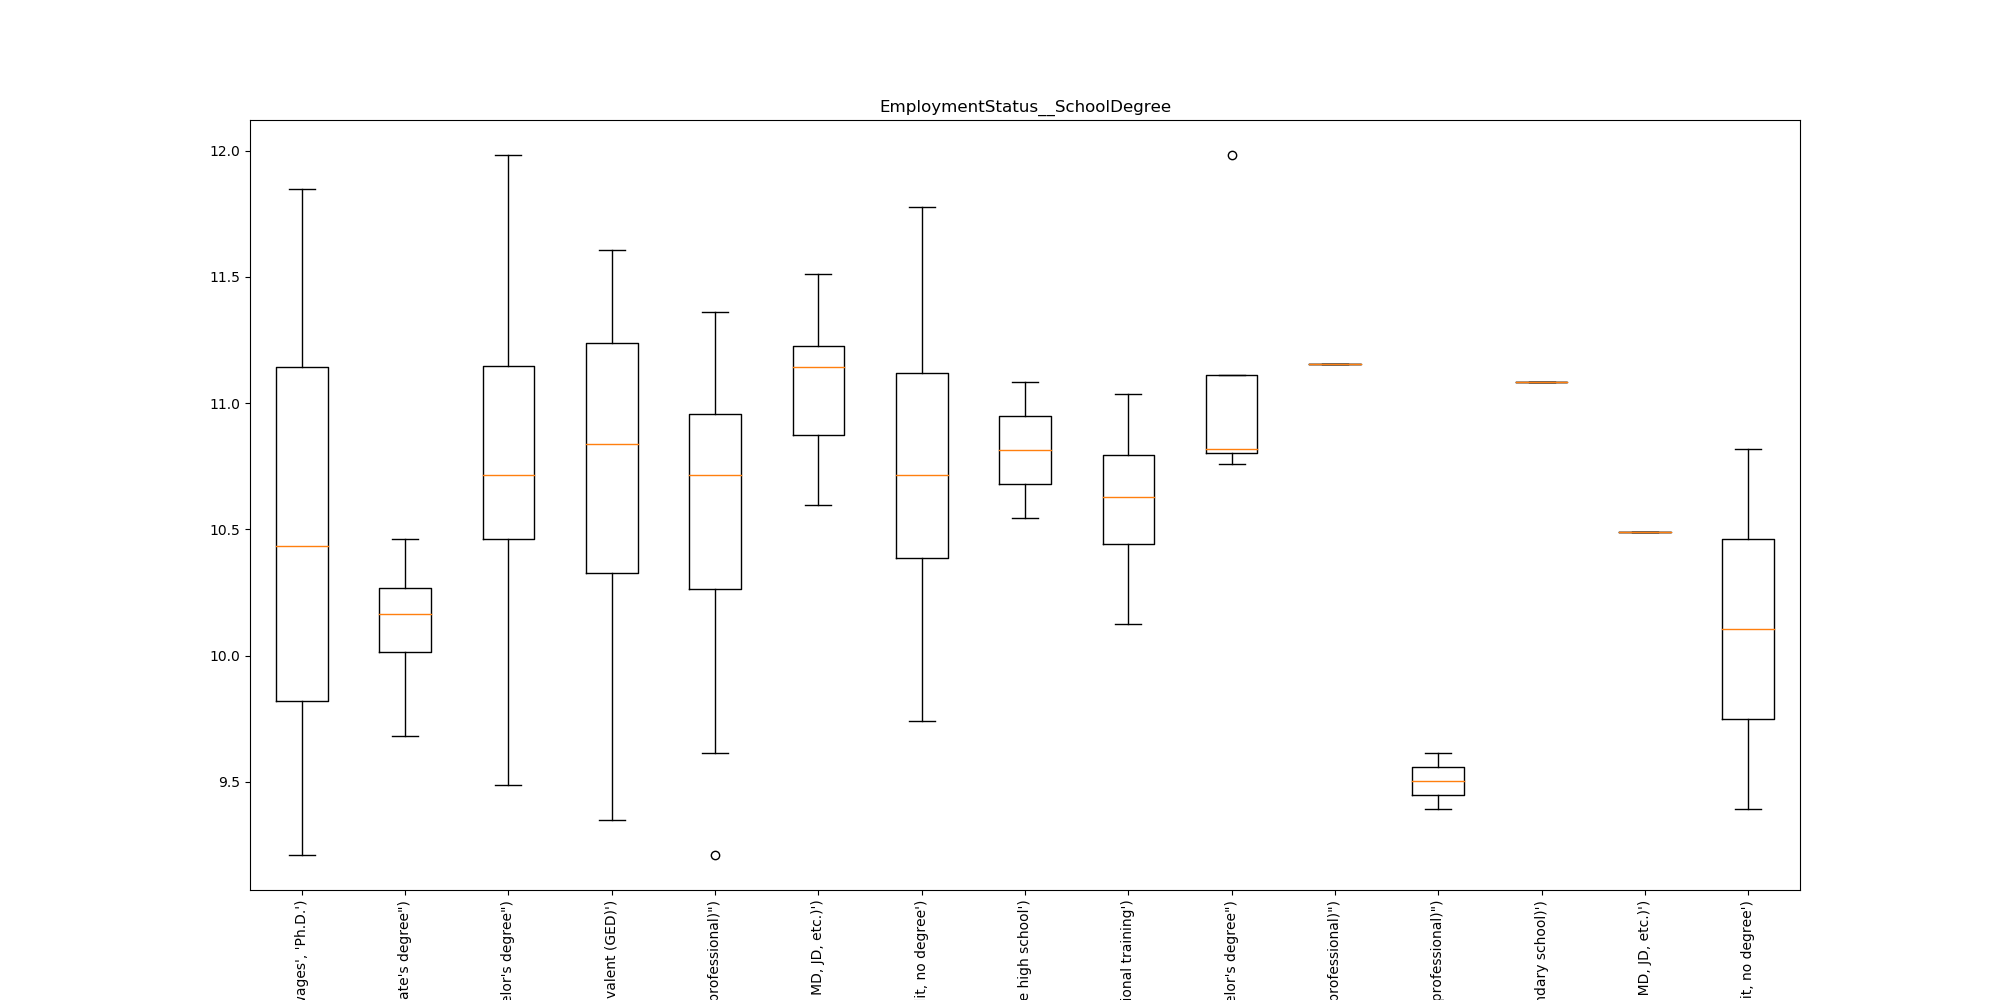 EmploymentStatus__SchoolDegree
12.0
11.5
11.0
10.5
10.0
9.5
wages', 'Ph.D.')
ate's degree")
elor's degree")
valent (GED)')
professional)")
MD, JD, etc.)')
it, no degree')
e high school')
ional training')
elor's degree")
professional)")
professional)")
ndary school)')
MD, JD, etc.)')
it, no degree')